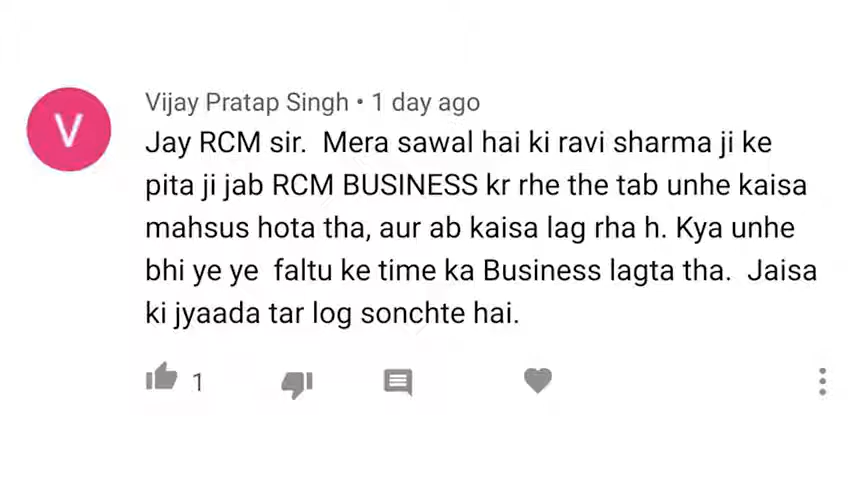 V
Vijay Pratap Singh • 1 day ago
Jay RCM sir.  Mera sawal hai ki ravi sharma ji ke
pita ji jab RCM BUSINESS kr rhe the tab unhe kaisa
mahsus hota tha, aur ab kaisa lag rha h. Kya unhe
bhi ye ye  faltu ke time ka Business lagta tha.  Jaisa
ki jyaada tar log sonchte hai.
1